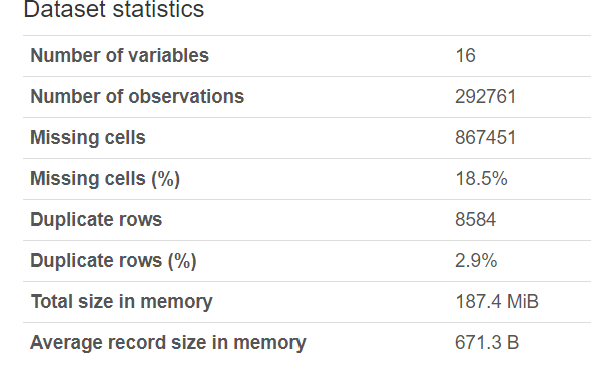 Dataset statistics
Number of variables 16
Number of observations 292761
Missing cells 867451
Missing cells (%) 18.5%
Duplicate rows 8584
Duplicate rows (%) 2.9%
Total size in memory 187.4 MiB
Average record size in memory 671.3 B